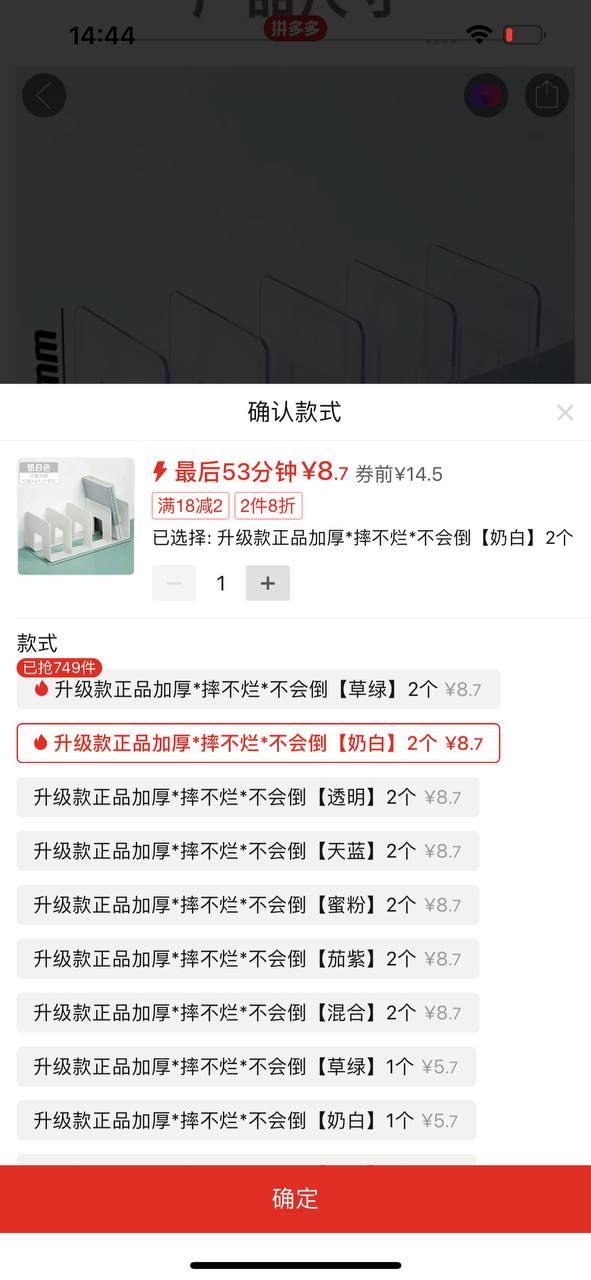 产品尺寸
14:44
拼多多
mm
确认款式
奶白色
最后53分钟 ¥8.7 券前¥14.5
满18减2 2件8折
已选择: 升级款正品加厚*摔不烂*不会倒【奶白】2个
1
款式
已抢749件
升级款正品加厚*摔不烂*不会倒【草绿】2个 ¥8.7
升级款正品加厚*摔不烂*不会倒【奶白】2个 ¥8.7
升级款正品加厚*摔不烂*不会倒【透明】2个 ¥8.7
升级款正品加厚*摔不烂*不会倒【天蓝】2个 ¥8.7
升级款正品加厚*摔不烂*不会倒【蜜粉】2个 ¥8.7
升级款正品加厚*摔不烂*不会倒【茄紫】2个 ¥8.7
升级款正品加厚*摔不烂*不会倒【混合】2个 ¥8.7
升级款正品加厚*摔不烂*不会倒【草绿】1个 ¥5.7
升级款正品加厚*摔不烂*不会倒【奶白】1个 ¥5.7
确定